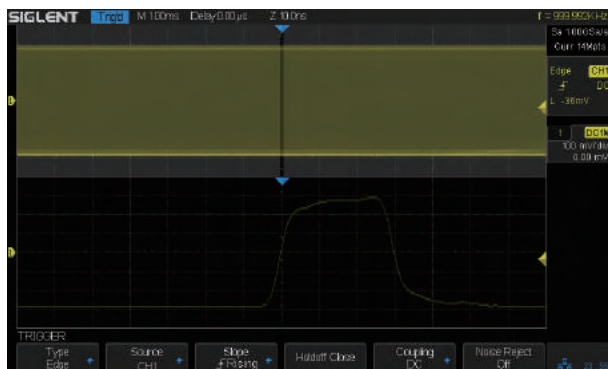 SIGLENT Trig'd M 1.00ms Delay:0.00µs Z 10.0ns f = 999.992KHz
Sa 1.00GSa/s
Curr 14Mpts
Edge CH1
DC
L -36mV
1 DC1M
100 mV/div
0.00 mV
TRIGGER
Type Source Slope Holdoff Close Coupling Noise Reject
Edge CH1 Rising DC Off